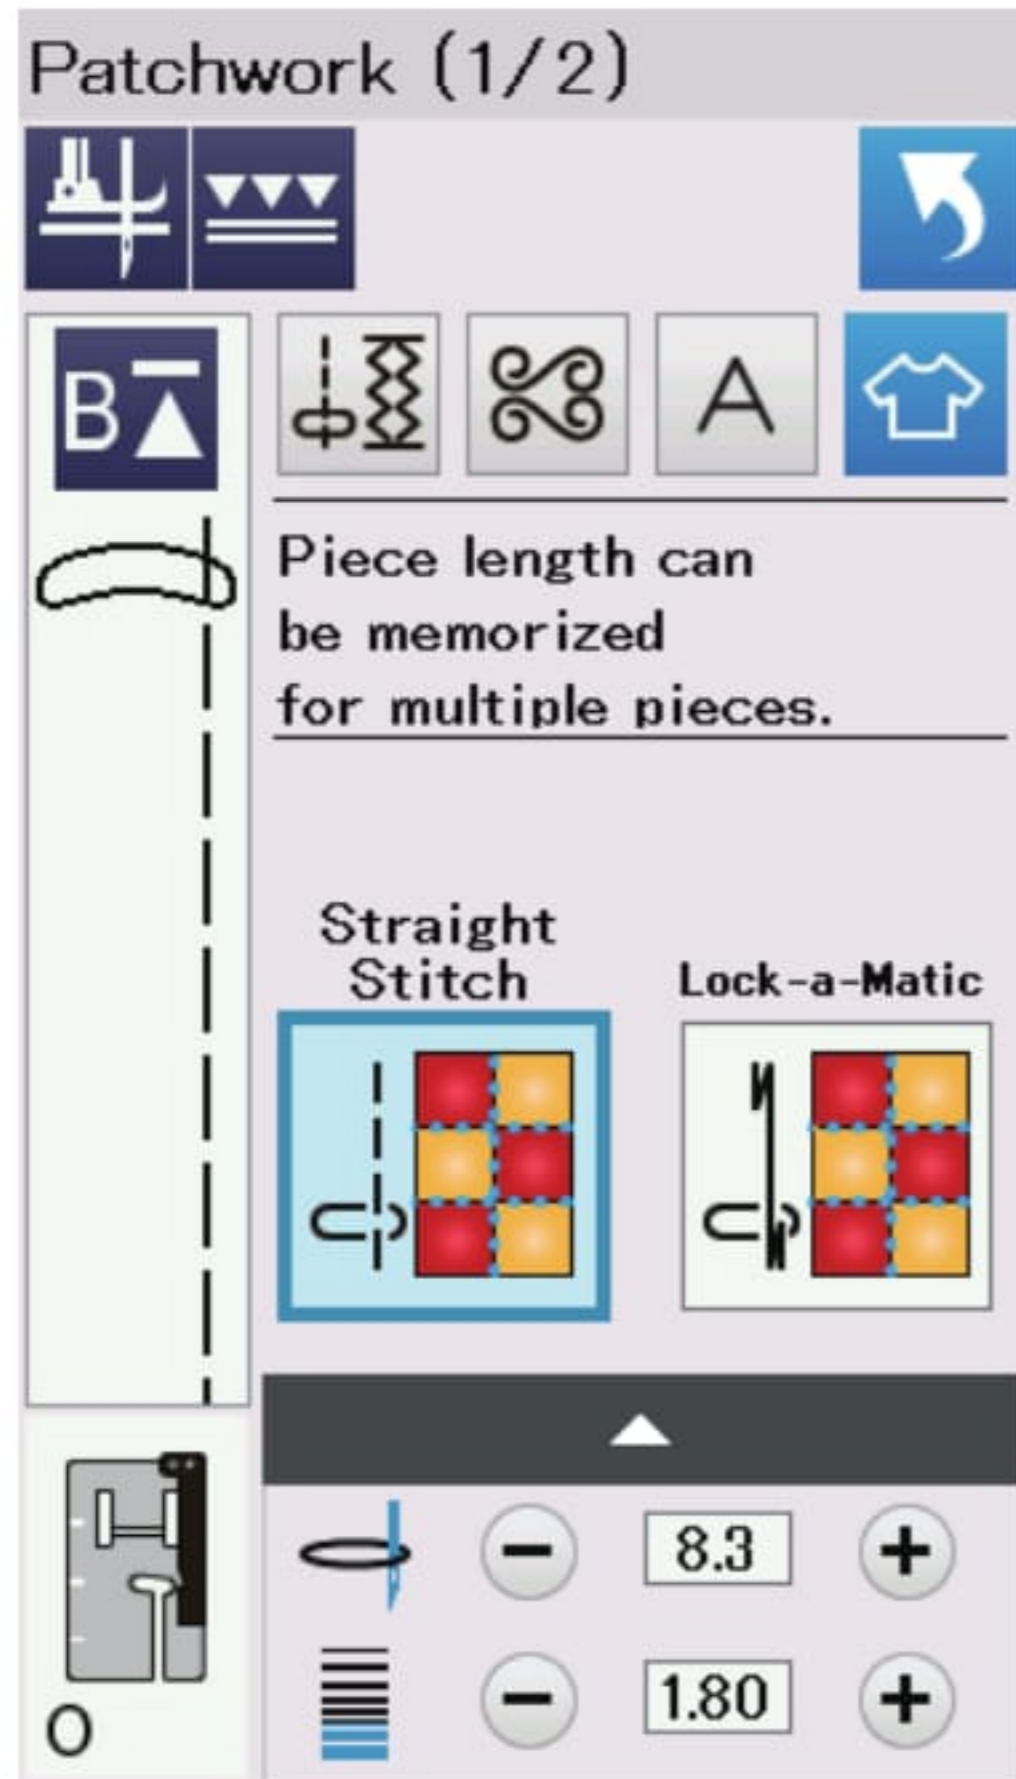 Patchwork (1/2)
B
A
Piece length can
be memorized
for multiple pieces.
Straight
Stitch
Lock-a-Matic
8.3
1.80
O